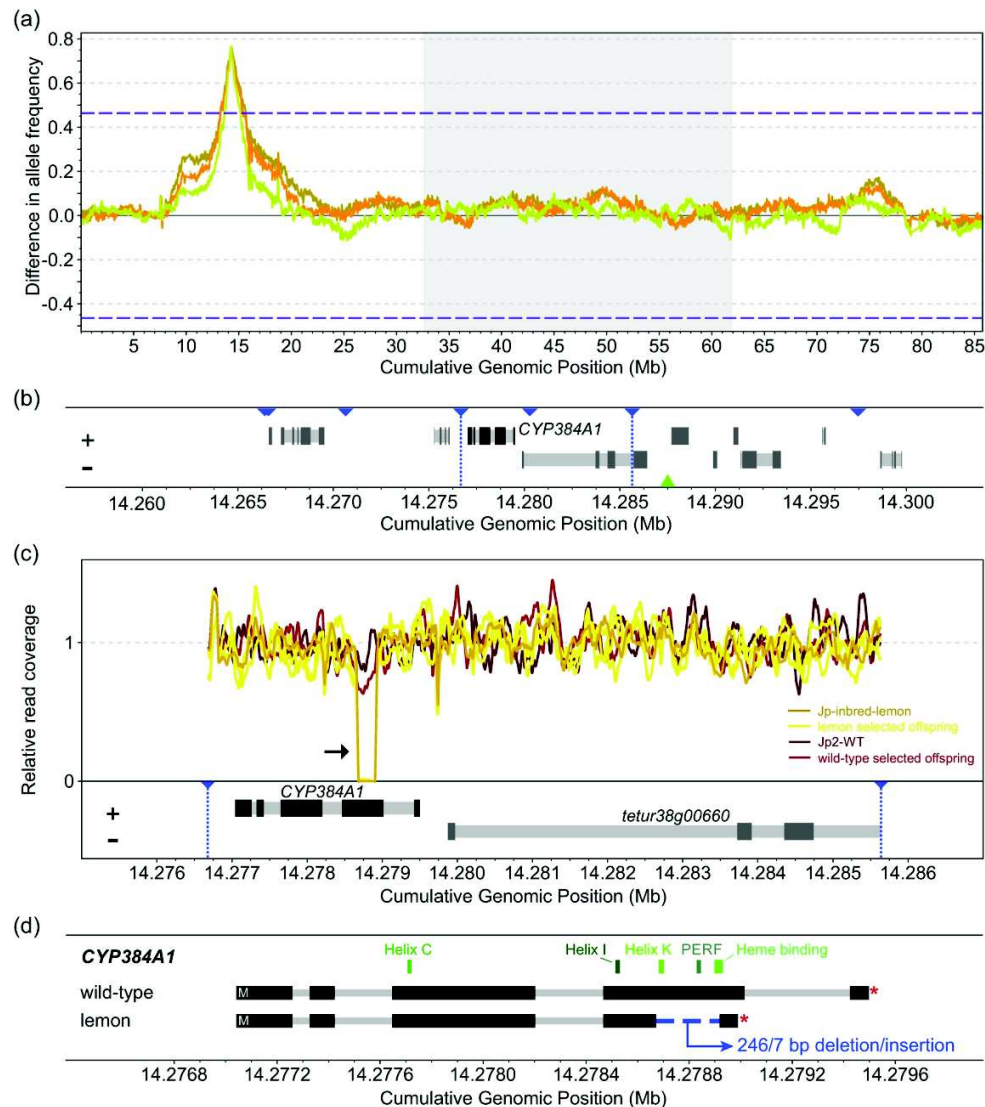 (a)
0.8
0.6
0.4
0.2
0.0
-0.2
-0.4
Difference in allele frequency
5 10 15 20 25 30 35 40 45 50 55 60 65 70 75 80 85
Cumulative Genomic Position (Mb)
(b)
+
CYP384A1
–
14.260 14.265 14.270 14.275 14.280 14.285 14.290 14.295 14.300
Cumulative Genomic Position (Mb)
(c)
1
0
Relative read coverage
Jp-inbred-lemon
lemon selected offspring
Jp2-WT
wild-type selected offspring
+
CYP384A1
–
tetur38g00660
14.276 14.277 14.278 14.279 14.280 14.281 14.282 14.283 14.284 14.285 14.286
Cumulative Genomic Position (Mb)
(d)
CYP384A1
Helix C
Helix I
Helix K
PERF
Heme binding
wild-type
M
*
lemon
M
*
246/7 bp deletion/insertion
14.2768 14.2772 14.2776 14.2780 14.2784 14.2788 14.2792 14.2796
Cumulative Genomic Position (Mb)